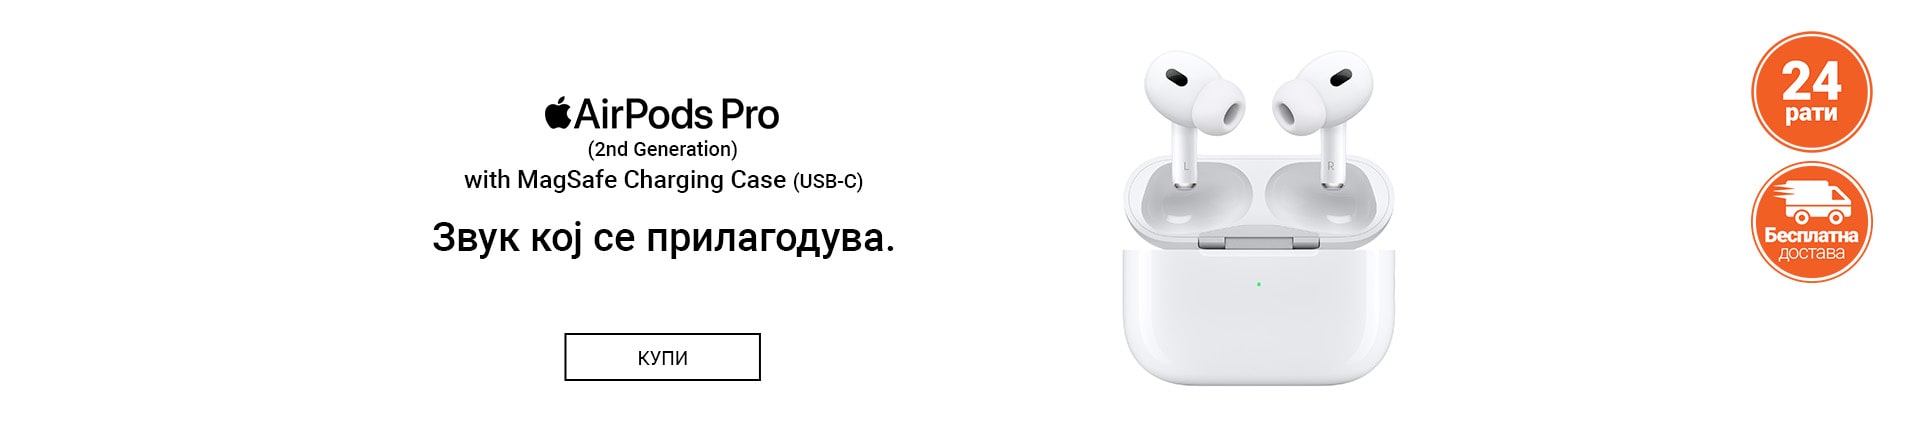 AirPods Pro
(2nd Generation)
with MagSafe Charging Case (USB-C)
Звук кој се прилагодува.
КУПИ
L
R
24
рати
Бесплатна
достава